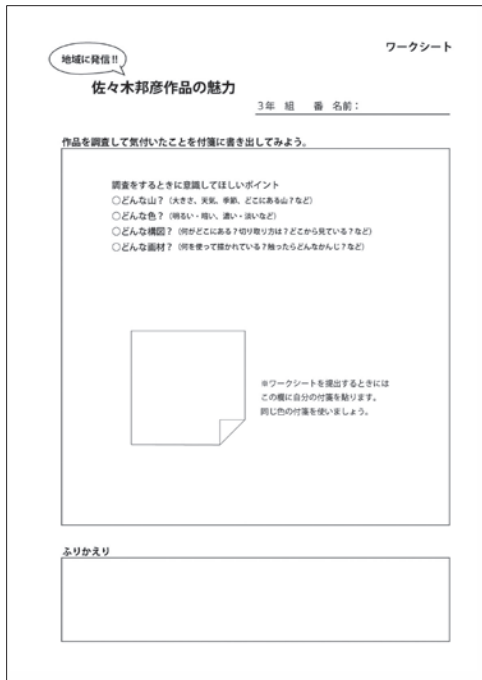 ワークシート
地域に発信!!
佐々木邦彦作品の魅力
3年 組 番 名前：
作品を調査して気付いたことを付箋に書き出してみよう。
調査をするときに意識してほしいポイント
○どんな山？（大きさ、天気、季節、どこにある山？など）
○どんな色？（明るい・暗い、濃い・淡いなど）
○どんな構図？（何がどこにある？切り取り方は？どこから見ている？など）
○どんな画材？（何を使って描かれている？触ったらどんなかんじ？など）
※ワークシートを提出するときには
この欄に自分の付箋を貼ります。
同じ色の付箋を使いましょう。
ふりかえり